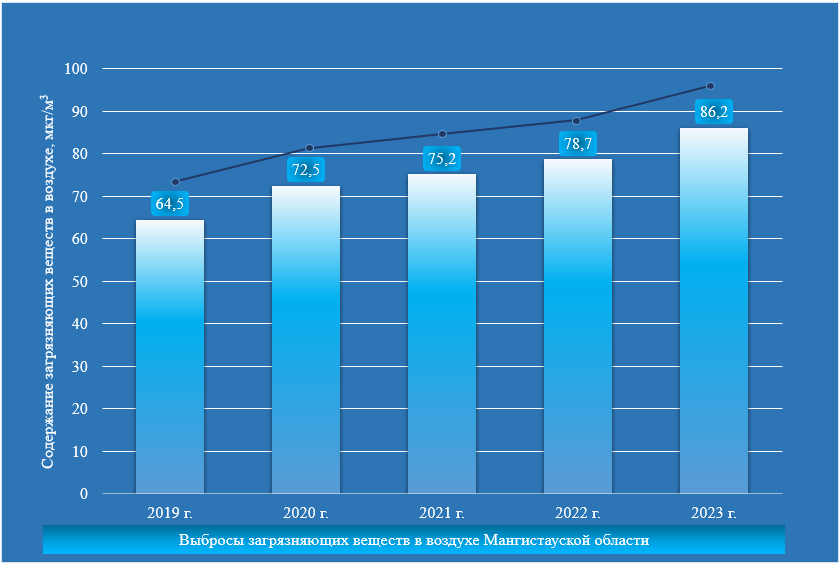 Содержание загрязняющих веществ в воздухе, мкг/м³
100
90
80
70
60
50
40
30
20
10
0
64,5
72,5
75,2
78,7
86,2
2019 г.
2020 г.
2021 г.
2022 г.
2023 г.
Выбросы загрязняющих веществ в воздухе Мангистауской области